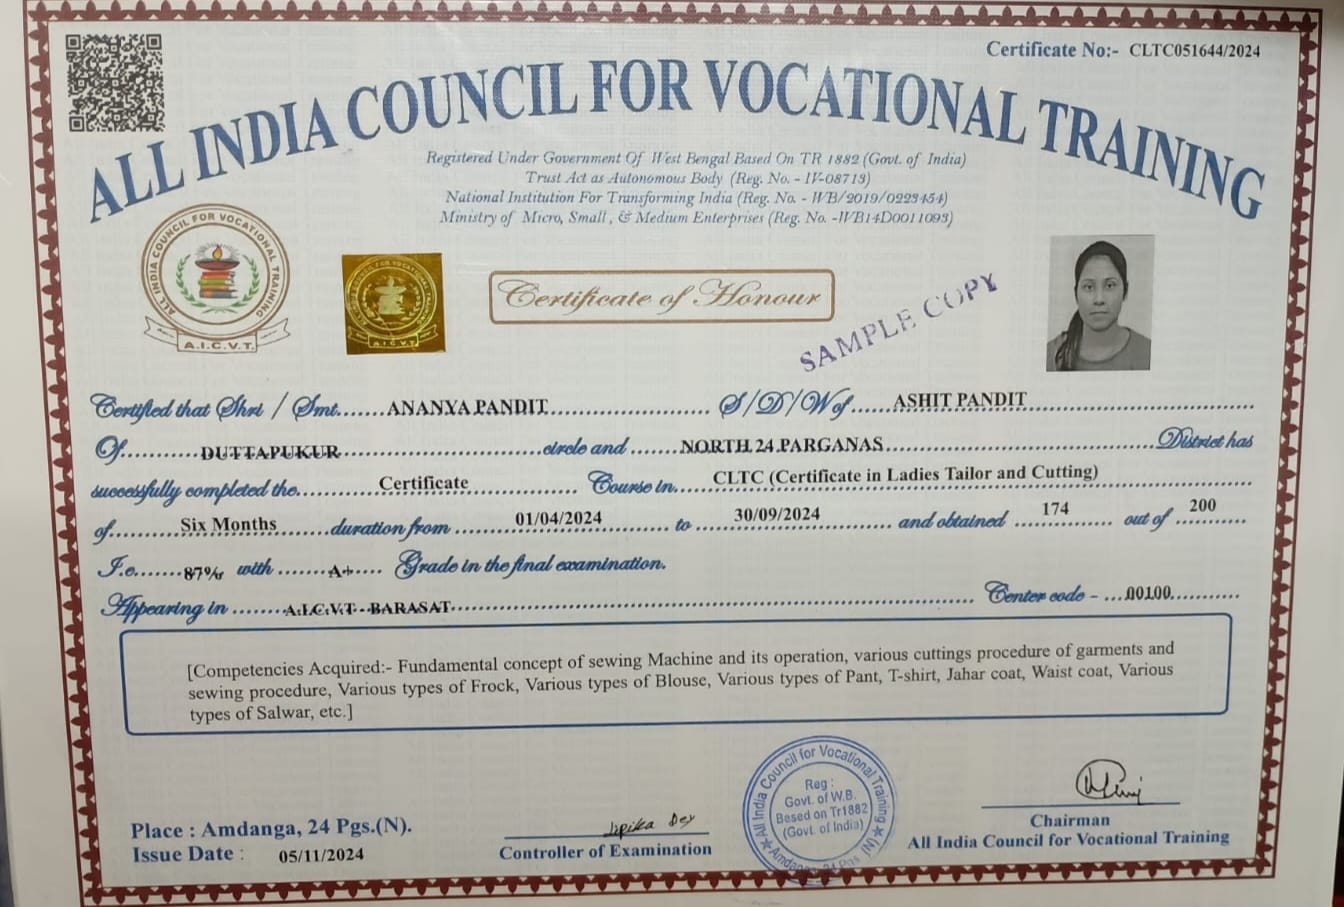 Certificate No:- CLTC051644/2024
ALL INDIA COUNCIL FOR VOCATIONAL TRAINING
Registered Under Government Of West Bengal Based On TR 1882 (Govt. of India)
Trust Act as Autonomous Body (Reg. No. - IV-08713)
National Institution For Transforming India (Reg. No. - WB/2019/0223454)
Ministry of Micro, Small , & Medium Enterprises (Reg. No. -WB14D0011093)
ALL INDIA COUNCIL FOR VOCATIONAL TRAINING
A.I.C.V.T.
A.I.C.V.T
Certificate of Honour
SAMPLE COPY
Certified that Shri / Smt.......ANANYA PANDIT............................ S/D/W of......ASHIT PANDIT........................................
Of...........DUTTAPUKUR...................................circle and .......NORTH 24 PARGANAS...............................................District has
successfully completed the.............Certificate................... Course in.....CLTC (Certificate in Ladies Tailor and Cutting)...........................
of..........Six Months.........duration from ..........01/04/2024........... to .......30/09/2024............ and obtained .....174........... out of ..200.........
I.e.......87% with ........A+..... Grade in the final examination.
Appearing in ........A.I.C.V.T - BARASAT............................................................................... Center code - ....00100...........
[Competencies Acquired:- Fundamental concept of sewing Machine and its operation, various cuttings procedure of garments and
sewing procedure, Various types of Frock, Various types of Blouse, Various types of Pant, T-shirt, Jahar coat, Waist coat, Various
types of Salwar, etc.]
Place : Amdanga, 24 Pgs.(N).
Issue Date : 05/11/2024
Lipika Dey
Controller of Examination
All India Council for Vocational Training
Reg :
Govt. of W.B.
Based on Tr1882
(Govt. of India)
Amdanga 24 Pgs (N)
Chairman
All India Council for Vocational Training